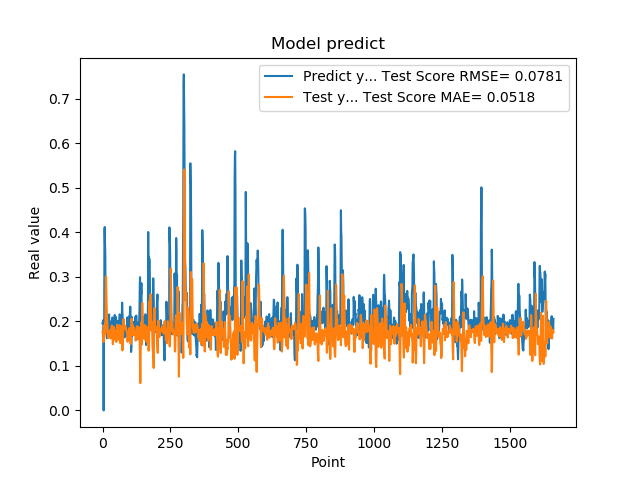 Model predict
Predict y... Test Score RMSE= 0.0781
Test y... Test Score MAE= 0.0518
Real value
0.7
0.6
0.5
0.4
0.3
0.2
0.1
0.0
0 250 500 750 1000 1250 1500
Point